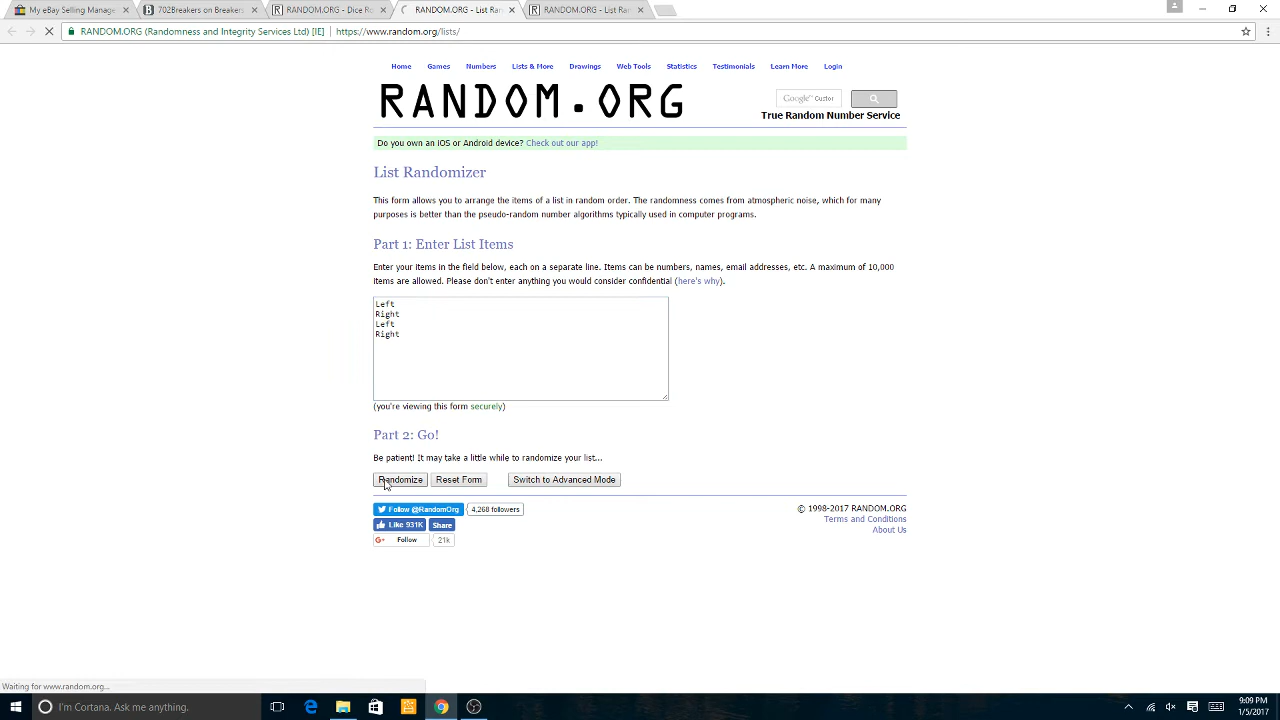 My eBay Selling Manage
702Breakers on Breakers
RANDOM.ORG - Dice Ro
RANDOM.ORG - List Ran
RANDOM.ORG - List Ran
RANDOM.ORG (Randomness and Integrity Services Ltd) [IE]
https://www.random.org/lists/
Home Games Numbers Lists & More Drawings Web Tools Statistics Testimonials Learn More Login
RANDOM.ORG
Google™ Custor
True Random Number Service
Do you own an iOS or Android device? Check out our app!
List Randomizer
This form allows you to arrange the items of a list in random order. The randomness comes from atmospheric noise, which for many
purposes is better than the pseudo-random number algorithms typically used in computer programs.
Part 1: Enter List Items
Enter your items in the field below, each on a separate line. Items can be numbers, names, email addresses, etc. A maximum of 10,000
items are allowed. Please don't enter anything you would consider confidential (here's why).
Left
Right
Left
Right
(you're viewing this form securely)
Part 2: Go!
Be patient! It may take a little while to randomize your list...
Randomize Reset Form Switch to Advanced Mode
Follow @RandomOrg 4,268 followers
Like 931K Share
G+ Follow 21k
© 1998-2017 RANDOM.ORG
Terms and Conditions
About Us
Waiting for www.random.org...
I'm Cortana. Ask me anything.
9:09 PM
1/5/2017